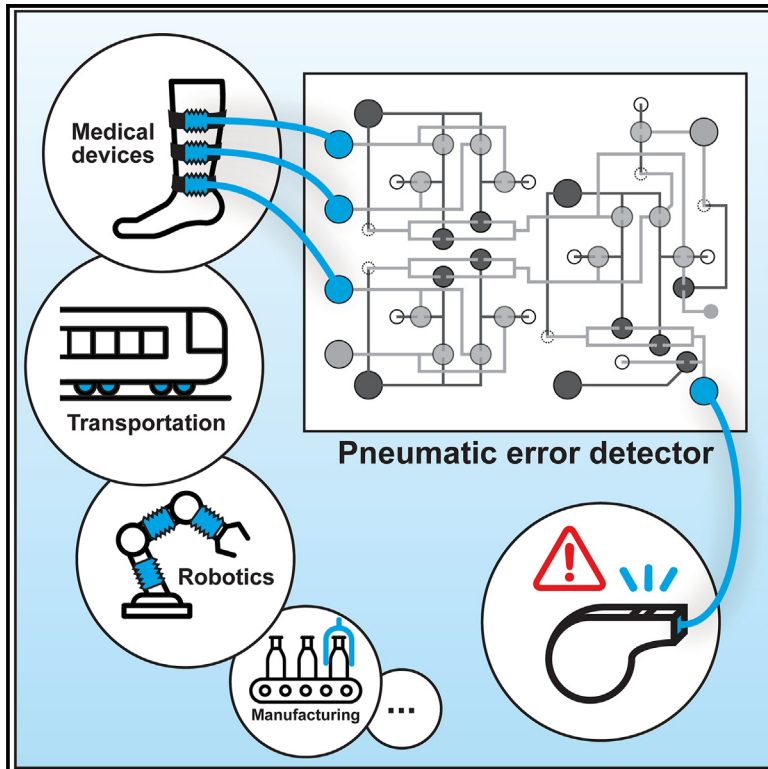 Medical
devices
Transportation
Robotics
Manufacturing
...
Pneumatic error detector
!